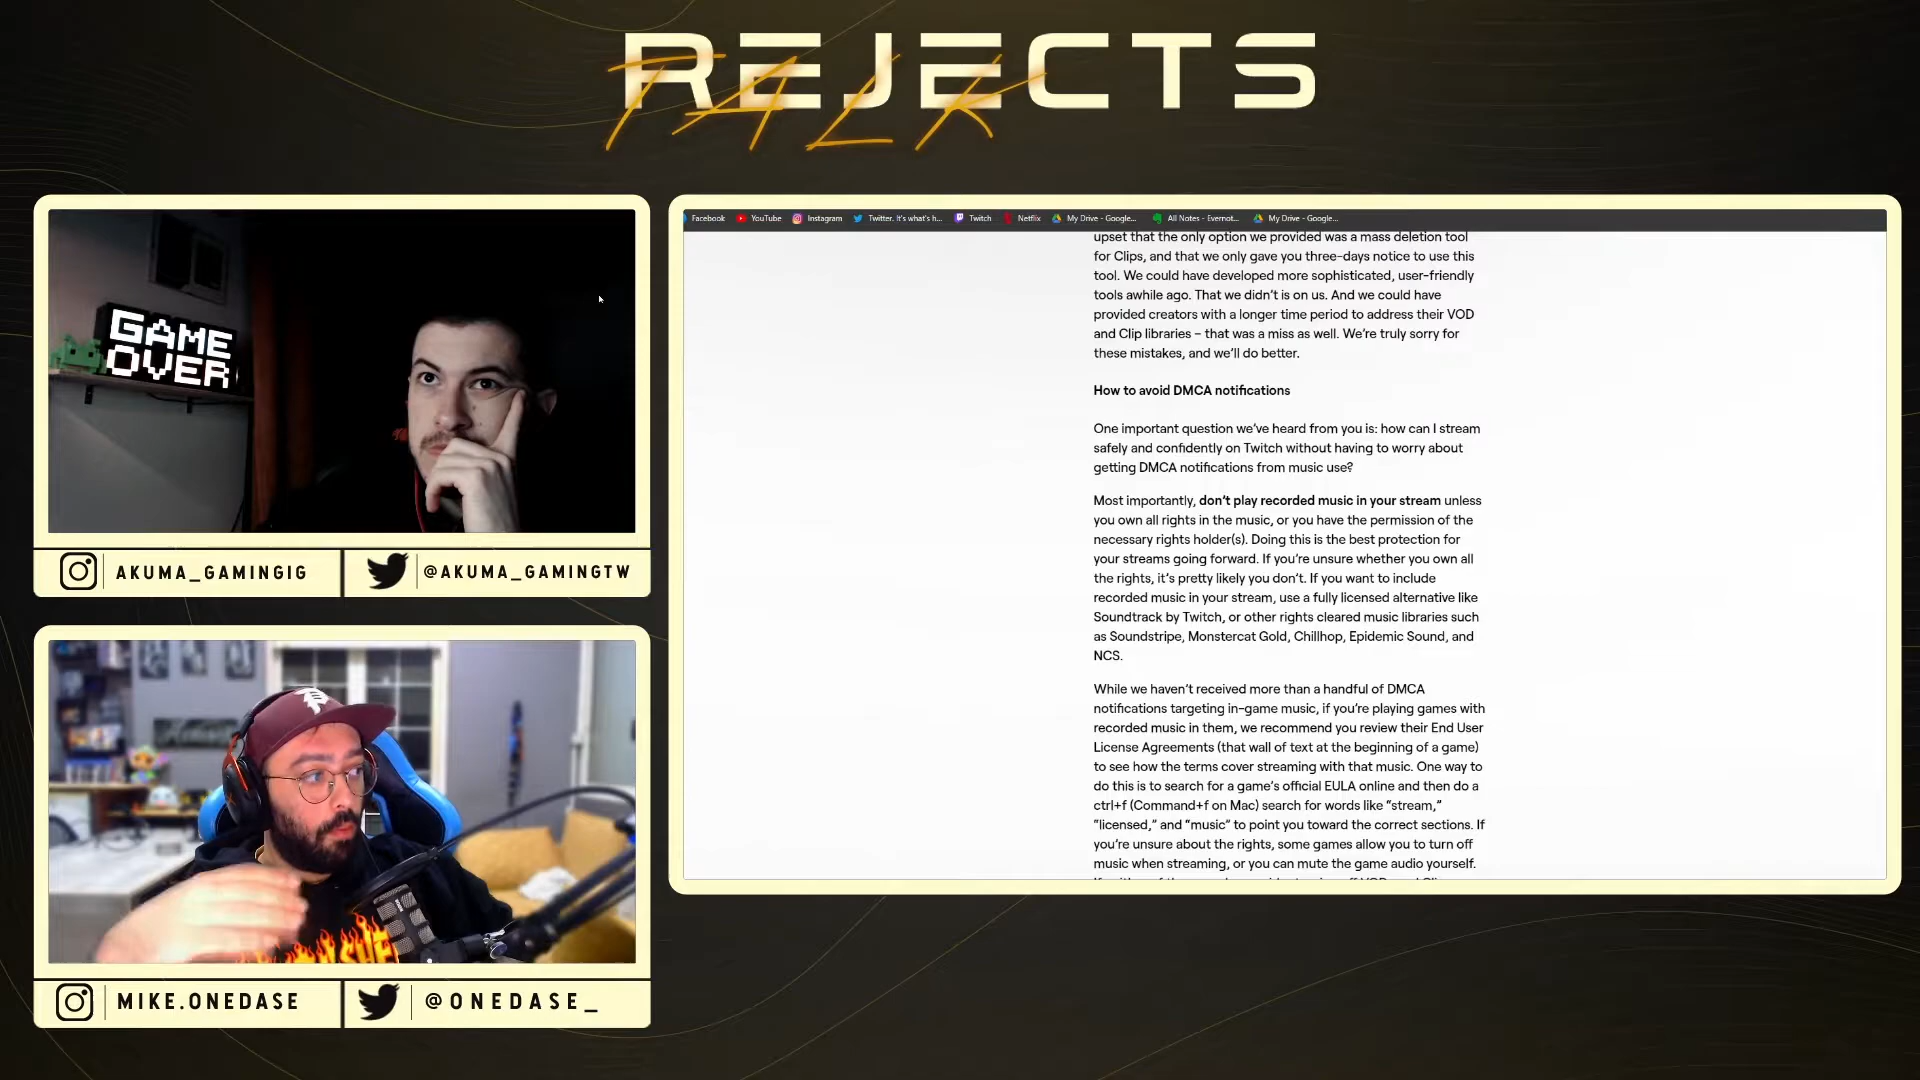 REJECTS
TALK
GAME
OVER
AKUMA_GAMINGIG
@AKUMA_GAMINGTW
MIKE.ONEDASE
@ONEDASE_
Facebook
YouTube
Instagram
Twitter. It's what's h...
Twitch
Netflix
My Drive - Google...
All Notes - Evernot...
My Drive - Google...
upset that the only option we provided was a mass deletion tool
for Clips, and that we only gave you three-days notice to use this
tool. We could have developed more sophisticated, user-friendly
tools awhile ago. That we didn't is on us. And we could have
provided creators with a longer time period to address their VOD
and Clip libraries – that was a miss as well. We're truly sorry for
these mistakes, and we'll do better.
How to avoid DMCA notifications
One important question we've heard from you is: how can I stream
safely and confidently on Twitch without having to worry about
getting DMCA notifications from music use?
Most importantly, don't play recorded music in your stream unless
you own all rights in the music, or you have the permission of the
necessary rights holder(s). Doing this is the best protection for
your streams going forward. If you're unsure whether you own all
the rights, it's pretty likely you don't. If you want to include
recorded music in your stream, use a fully licensed alternative like
Soundtrack by Twitch, or other rights cleared music libraries such
as Soundstripe, Monstercat Gold, Chillhop, Epidemic Sound, and
NCS.
While we haven't received more than a handful of DMCA
notifications targeting in-game music, if you're playing games with
recorded music in them, we recommend you review their End User
License Agreements (that wall of text at the beginning of a game)
to see how the terms cover streaming with that music. One way to
do this is to search for a game's official EULA online and then do a
ctrl+f (Command+f on Mac) search for words like "stream,"
"licensed," and "music" to point you toward the correct sections. If
you're unsure about the rights, some games allow you to turn off
music when streaming, or you can mute the game audio yourself.